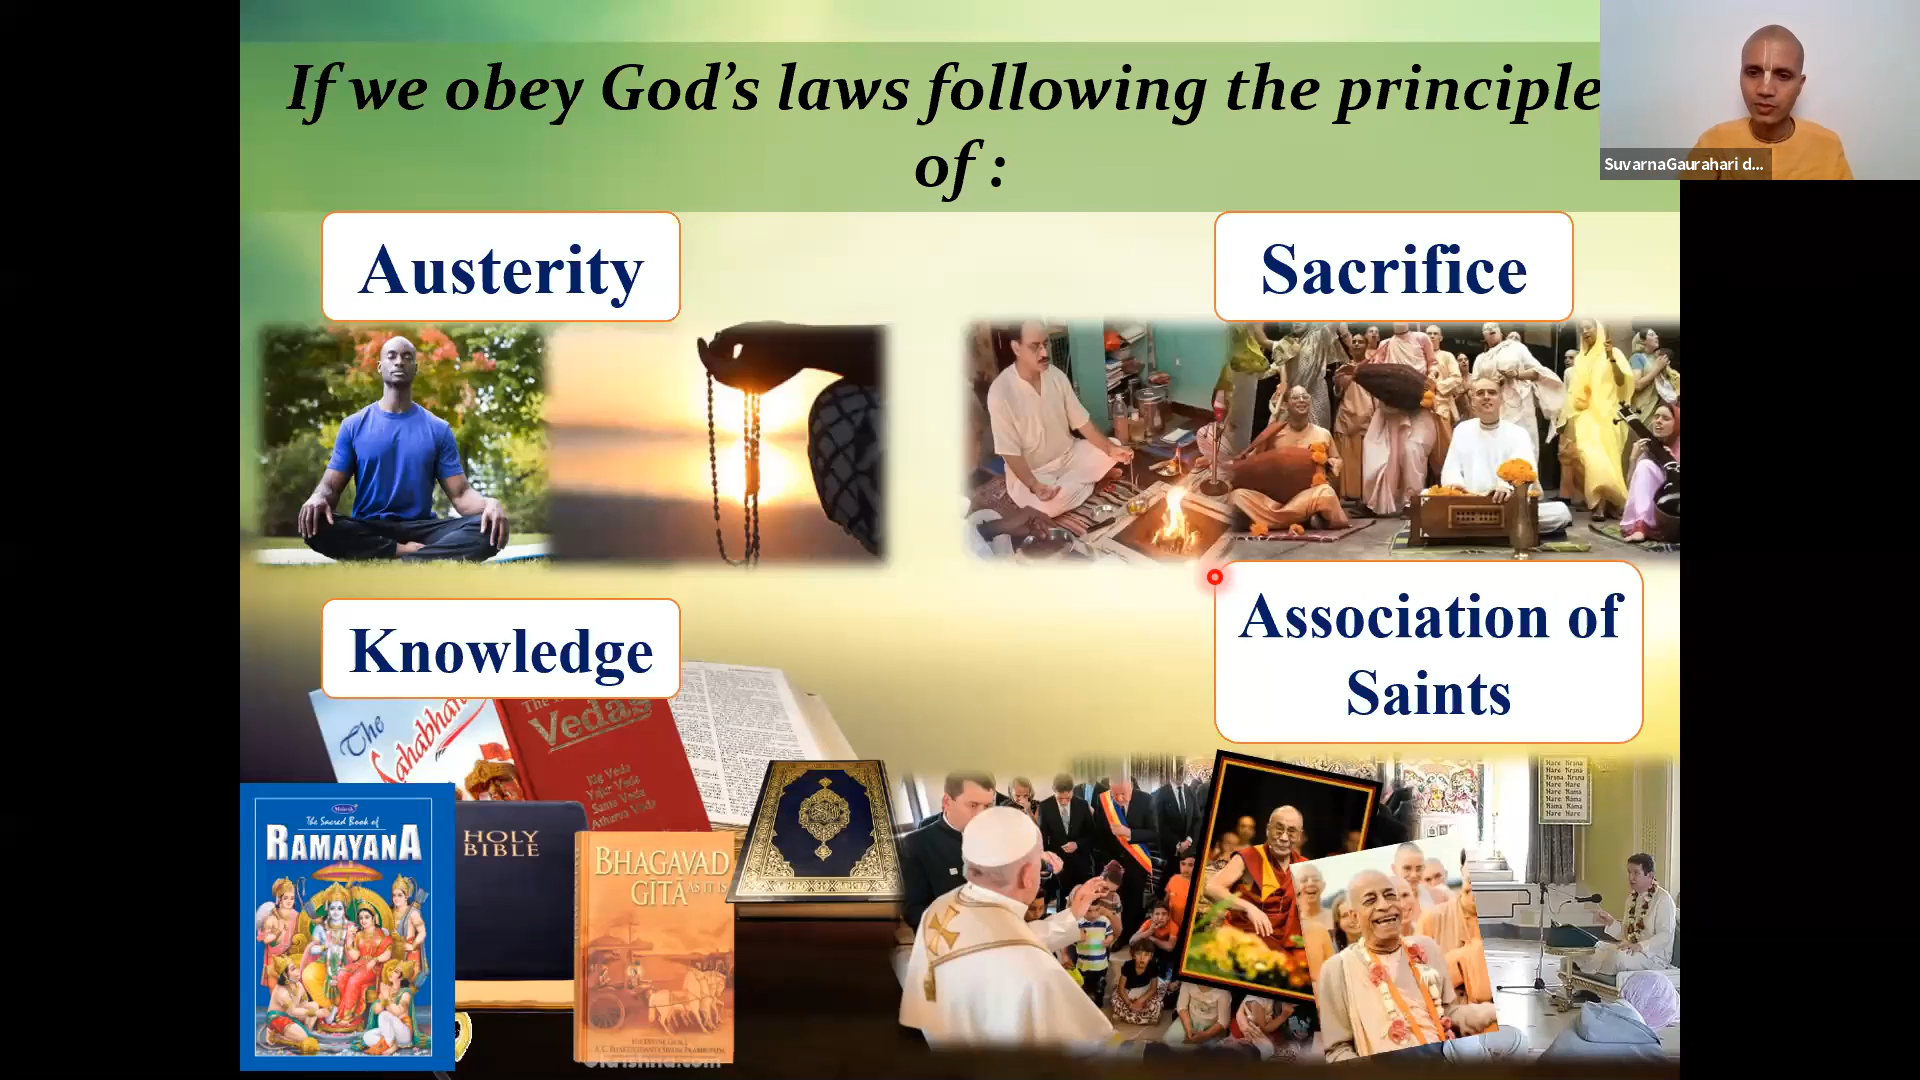 If we obey God's laws following the principle
of :
SuvarnaGaurahari d...
Austerity
Sacrifice
Knowledge
Association of
Saints
The
Vedas
Rig Veda
Yajur Veda
Sama Veda
Atharva Veda
The Sacred Book of
RAMAYANA
HOLY
BIBLE
BHAGAVAD
GĪTĀ
AS IT IS